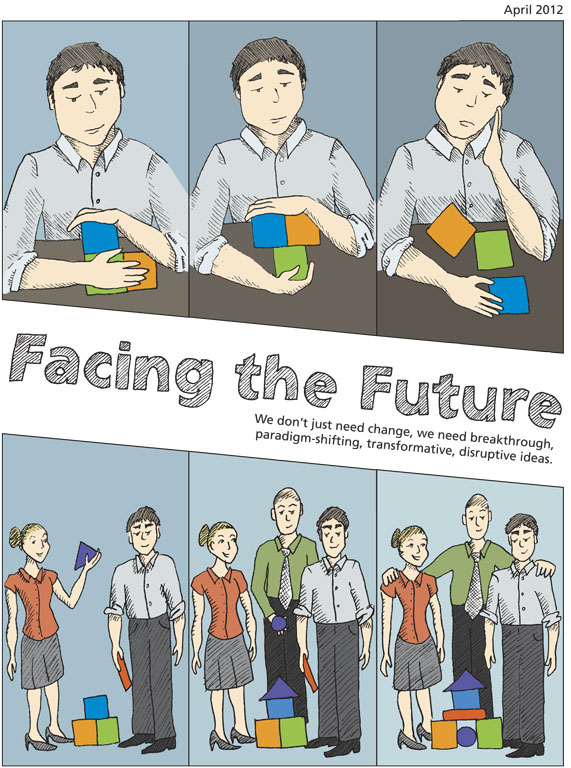 April 2012
Facing the Future
We don't just need change, we need breakthrough,
paradigm-shifting, transformative, disruptive ideas.